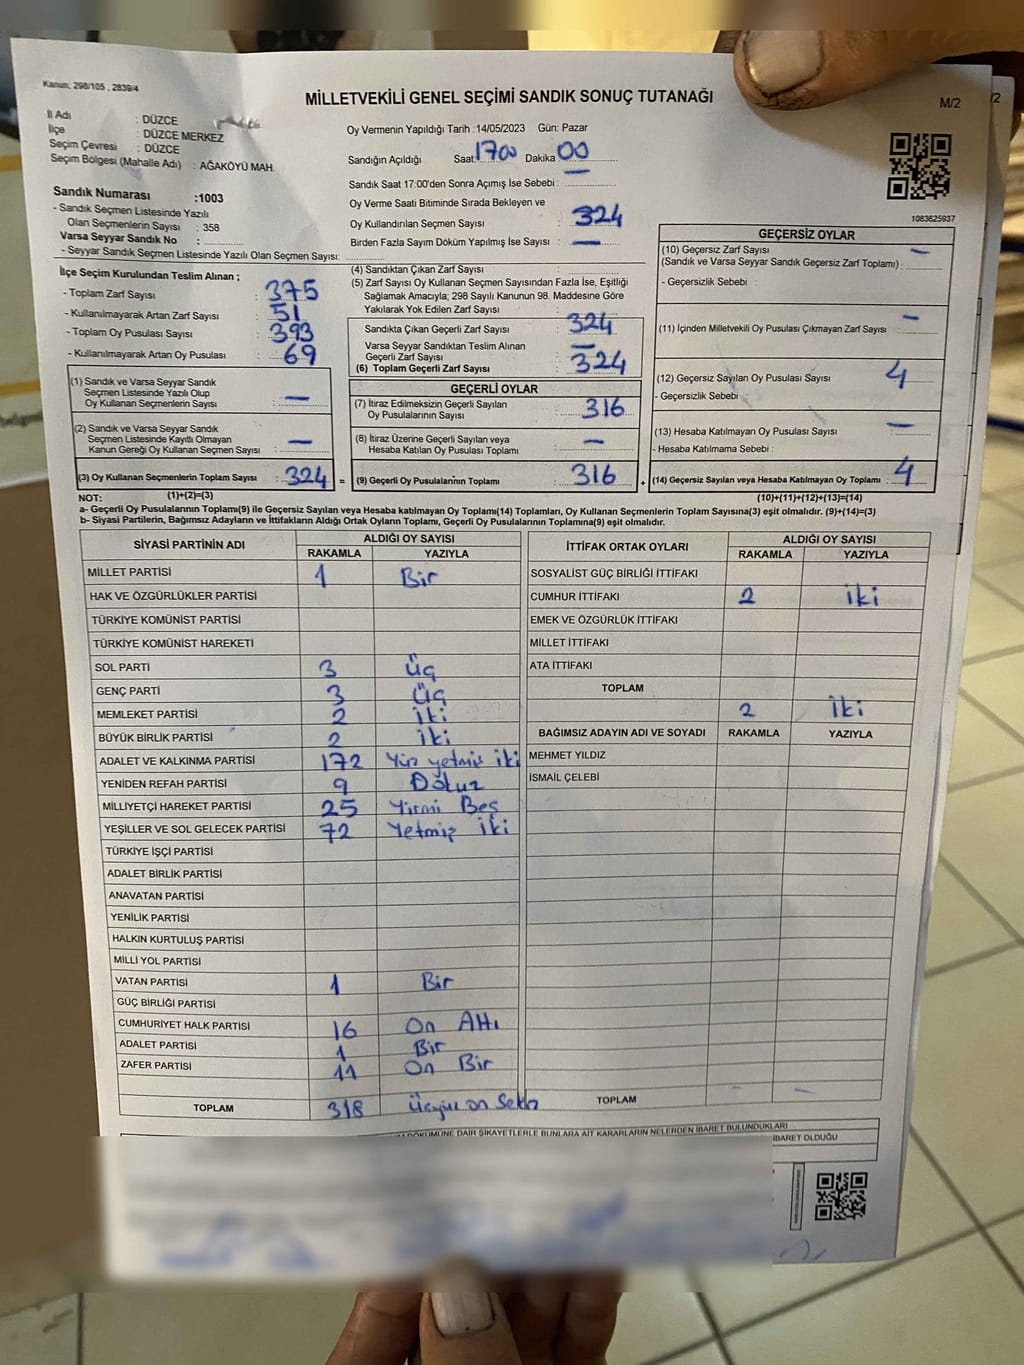 Kanun; 298/105 , 2839/4
MİLLETVEKİLİ GENEL SEÇİMİ SANDIK SONUÇ TUTANAĞI
M/2
/2
İl Adı : DÜZCE
İlçe : DÜZCE MERKEZ
Seçim Çevresi : DÜZCE
Seçim Bölgesi (Mahalle Adı) : AĞAKÖYÜ MAH.
Sandık Numarası :1003
- Sandık Seçmen Listesinde Yazılı
Olan Seçmenlerin Sayısı : 358
Varsa Seyyar Sandık No :
- Seyyar Sandık Seçmen Listesinde Yazılı Olan Seçmen Sayısı:
Oy Vermenin Yapıldığı Tarih :14/05/2023 Gün: Pazar
Sandığın Açıldığı Saat: 17 00 Dakika 00
Sandık Saat 17:00'den Sonra Açımış İse Sebebi :
Oy Verme Saati Bitiminde Sırada Bekleyen ve
Oy Kullandırılan Seçmen Sayısı 324
Birden Fazla Sayım Döküm Yapılmış İse Sayısı : —
1083625937
İlçe Seçim Kurulundan Teslim Alınan ;
- Toplam Zarf Sayısı : 375
- Kullanılmayarak Artan Zarf Sayısı : 51
- Toplam Oy Pusulası Sayısı : 393
- Kullanılmayarak Artan Oy Pusulası : 69
(1) Sandık ve Varsa Seyyar Sandık
Seçmen Listesinde Yazılı Olup
Oy Kullanan Seçmenlerin Sayısı : —
(2) Sandık ve Varsa Seyyar Sandık
Seçmen Listesinde Kayıtlı Olmayan
Kanun Gereği Oy Kullanan Seçmen Sayısı : —
(3) Oy Kullanan Seçmenlerin Toplam Sayısı : 324 =
(1)+(2)=(3)
(4) Sandıktan Çıkan Zarf Sayısı :
(5) Zarf Sayısı Oy Kullanan Seçmen Sayısından Fazla İse, Eşitliği
Sağlamak Amacıyla; 298 Sayılı Kanunun 98. Maddesine Göre
Yakılarak Yok Edilen Zarf Sayısı :
Sandıkta Çıkan Geçerli Zarf Sayısı : 324
Varsa Seyyar Sandıktan Teslim Alınan
Geçerli Zarf Sayısı : —
(6) Toplam Geçerli Zarf Sayısı : 324
GEÇERLİ OYLAR
(7) İtiraz Edilmeksizin Geçerli Sayılan
Oy Pusulalarının Sayısı : 316
(8) İtiraz Üzerine Geçerli Sayılan veya
Hesaba Katılan Oy Pusulası Toplamı : —
(9) Geçerli Oy Pusulalarının Toplamı : 316 +
GEÇERSİZ OYLAR
(10) Geçersiz Zarf Sayısı —
(Sandık ve Varsa Seyyar Sandık Geçersiz Zarf Toplamı) :
- Geçersizlik Sebebi :
(11) İçinden Milletvekili Oy Pusulası Çıkmayan Zarf Sayısı : —
(12) Geçersiz Sayılan Oy Pusulası Sayısı : 4
- Geçersizlik Sebebi :
(13) Hesaba Katılmayan Oy Pusulası Sayısı : —
- Hesaba Katılmama Sebebi :
(14) Geçersiz Sayılan veya Hesaba Katılmayan Oy Toplamı : 4
(10)+(11)+(12)+(13)=(14)
NOT:
a- Geçerli Oy Pusulalarının Toplamı(9) ile Geçersiz Sayılan veya Hesaba katılmayan Oy Toplamı(14) Toplamları, Oy Kullanan Seçmenlerin Toplam Sayısına(3) eşit olmalıdır. (9)+(14)=(3)
b- Siyasi Partilerin, Bağımsız Adayların ve İttifakların Aldığı Ortak Oyların Toplamı, Geçerli Oy Pusulalarının Toplamına(9) eşit olmalıdır.
SİYASİ PARTİNİN ADI ALDIĞI OY SAYISI
RAKAMLA YAZIYLA
MİLLET PARTİSİ 1 Bir
HAK VE ÖZGÜRLÜKLER PARTİSİ
TÜRKİYE KOMÜNİST PARTİSİ
TÜRKİYE KOMÜNİST HAREKETİ
SOL PARTİ 3 Üç
GENÇ PARTİ 3 Üç
MEMLEKET PARTİSİ 2 İki
BÜYÜK BİRLİK PARTİSİ 2 İki
ADALET VE KALKINMA PARTİSİ 172 Yüz yetmiş iki
YENİDEN REFAH PARTİSİ 9 Dokuz
MİLLİYETÇİ HAREKET PARTİSİ 25 Yirmi Beş
YEŞİLLER VE SOL GELECEK PARTİSİ 72 Yetmiş İki
TÜRKİYE İŞÇİ PARTİSİ
ADALET BİRLİK PARTİSİ
ANAVATAN PARTİSİ
YENİLİK PARTİSİ
HALKIN KURTULUŞ PARTİSİ
MİLLİ YOL PARTİSİ
VATAN PARTİSİ 1 Bir
GÜÇ BİRLİĞİ PARTİSİ
CUMHURİYET HALK PARTİSİ 16 On Altı
ADALET PARTİSİ 1 Bir
ZAFER PARTİSİ 11 On Bir
TOPLAM 318 Üçyüz on Sekiz
İTTİFAK ORTAK OYLARI ALDIĞI OY SAYISI
RAKAMLA YAZIYLA
SOSYALİST GÜÇ BİRLİĞİ İTTİFAKI
CUMHUR İTTİFAKI 2 İki
EMEK VE ÖZGÜRLÜK İTTİFAKI
MİLLET İTTİFAKI
ATA İTTİFAKI
TOPLAM 2 İki
BAĞIMSIZ ADAYIN ADI VE SOYADI RAKAMLA YAZIYLA
MEHMET YILDIZ
İSMAİL ÇELEBİ
TOPLAM — —
DÖKÜMÜNE DAİR ŞİKAYETLERLE BUNLARA AİT KARARLARIN NELERDEN İBARET BULUNDUKLARI
İBARET OLDUĞU